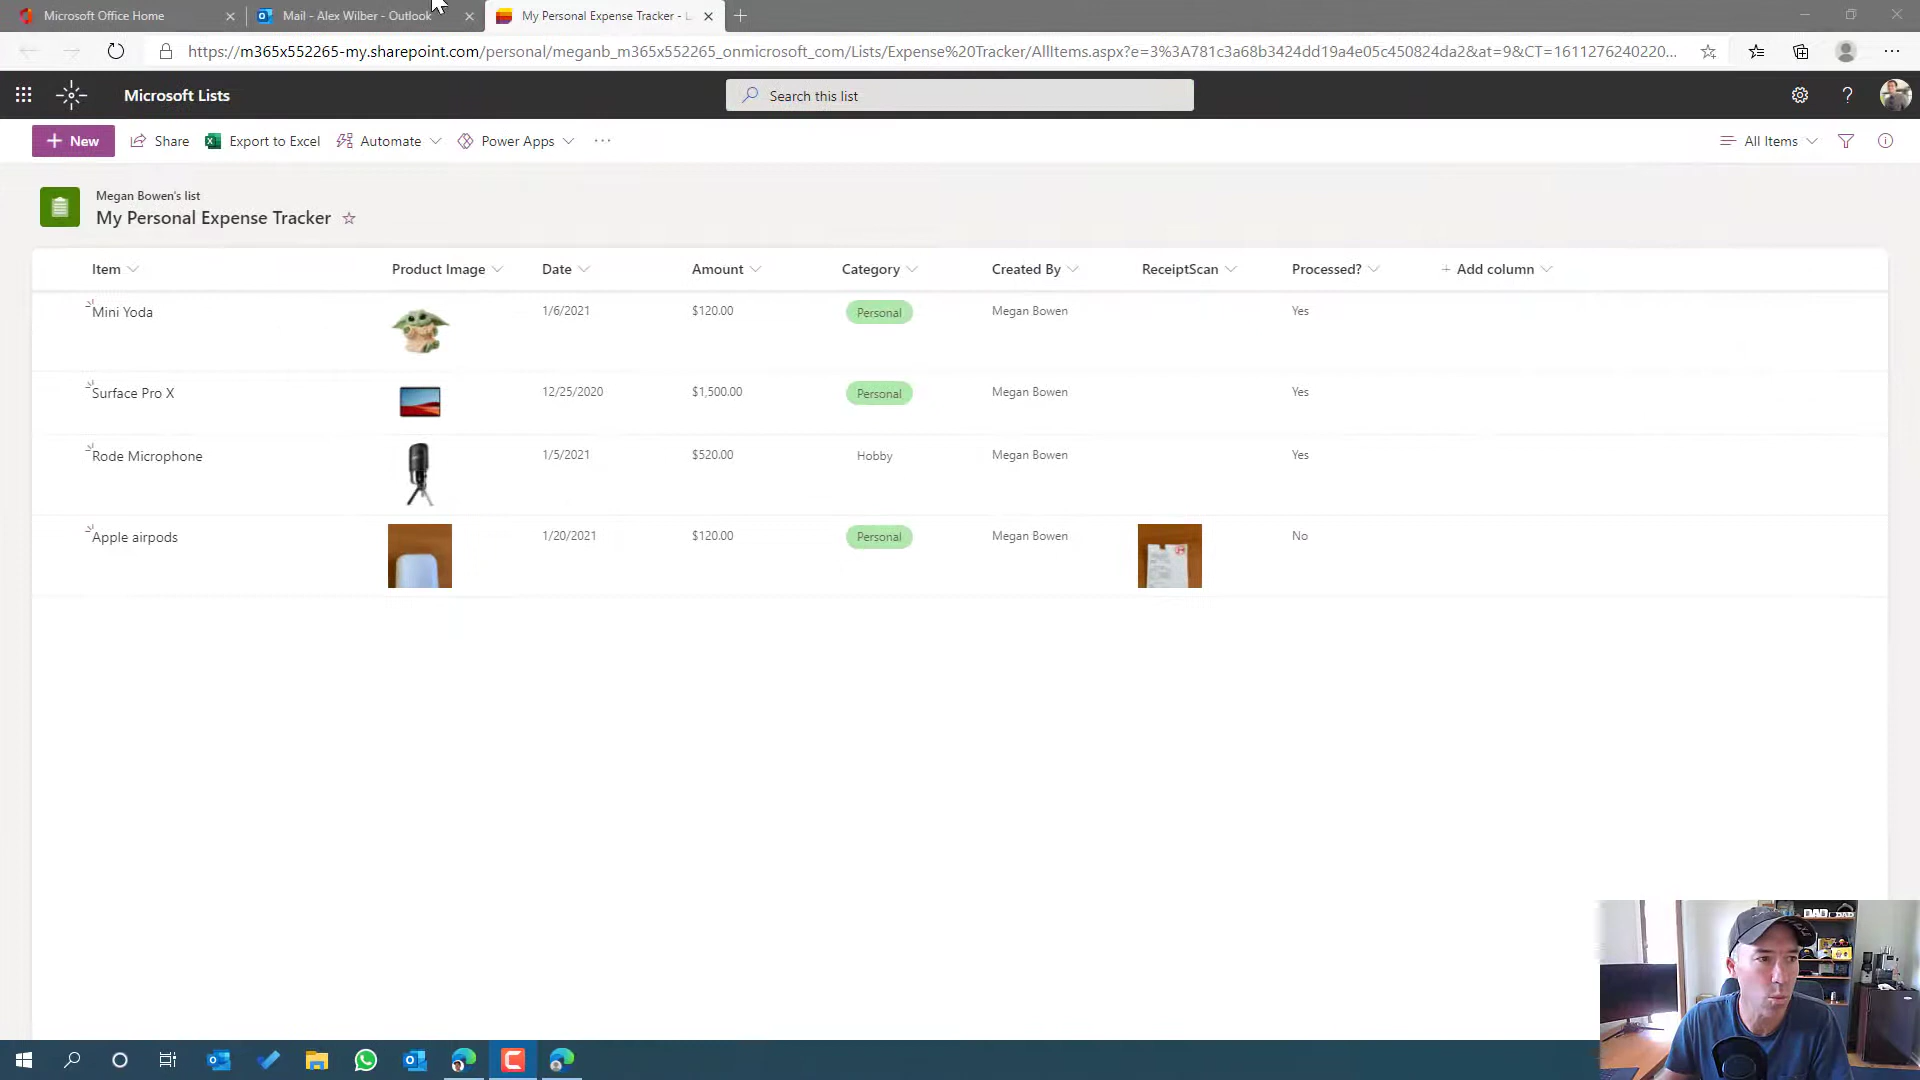 Microsoft Office Home
Mail - Alex Wilber - Outlook
My Personal Expense Tracker - L
https://m365x552265-my.sharepoint.com/personal/meganb_m365x552265_onmicrosoft_com/Lists/Expense%20Tracker/AllItems.aspx?e=3%3A781c3a68b3424dd19a4e05c450824da2&at=9&CT=1611276240220...
Microsoft Lists
Search this list
New
Share
Export to Excel
Automate
Power Apps
All Items
Megan Bowen's list
My Personal Expense Tracker
Item Product Image Date Amount Category Created By ReceiptScan Processed? + Add column
Mini Yoda 1/6/2021 $120.00 Personal Megan Bowen Yes
Surface Pro X 12/25/2020 $1,500.00 Personal Megan Bowen Yes
Rode Microphone 1/5/2021 $520.00 Hobby Megan Bowen Yes
Apple airpods 1/20/2021 $120.00 Personal Megan Bowen No
DAD